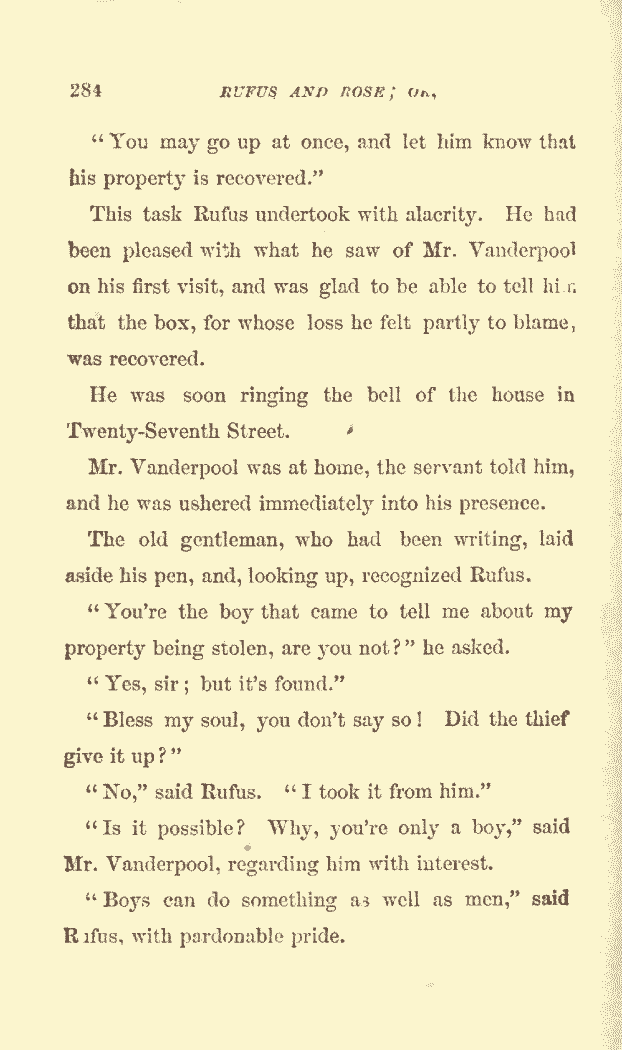 284 RUFUS AND ROSE; OR,
“You may go up at once, and let him know that
his property is recovered.”
This task Rufus undertook with alacrity. He had
been pleased with what he saw of Mr. Vanderpool
on his first visit, and was glad to be able to tell him
that the box, for whose loss he felt partly to blame,
was recovered.
He was soon ringing the bell of the house in
Twenty-Seventh Street.
Mr. Vanderpool was at home, the servant told him,
and he was ushered immediately into his presence.
The old gentleman, who had been writing, laid
aside his pen, and, looking up, recognized Rufus.
“You're the boy that came to tell me about my
property being stolen, are you not?” he asked.
“Yes, sir; but it's found.”
“Bless my soul, you don't say so! Did the thief
give it up?”
“No,” said Rufus. “I took it from him.”
“Is it possible? Why, you're only a boy,” said
Mr. Vanderpool, regarding him with interest.
“Boys can do something as well as men,” said
Rufus, with pardonable pride.